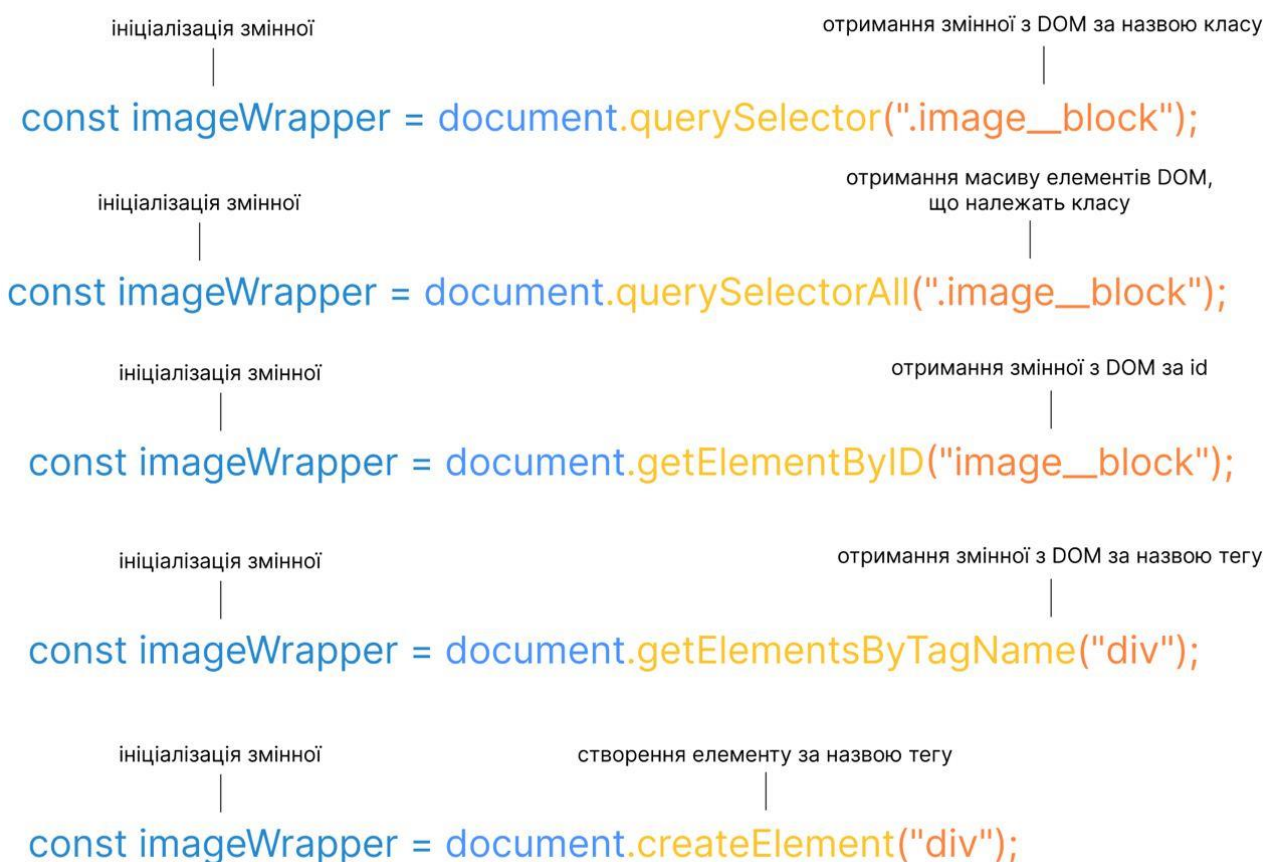 ініціалізація змінної
отримання змінної з DOM за назвою класу
const imageWrapper = document.querySelector(".image__block");
ініціалізація змінної
отримання масиву елементів DOM,
що належать класу
const imageWrapper = document.querySelectorAll(".image__block");
ініціалізація змінної
отримання змінної з DOM за id
const imageWrapper = document.getElementByID("image__block");
ініціалізація змінної
отримання змінної з DOM за назвою тегу
const imageWrapper = document.getElementsByTagName("div");
ініціалізація змінної
створення елементу за назвою тегу
const imageWrapper = document.createElement("div");